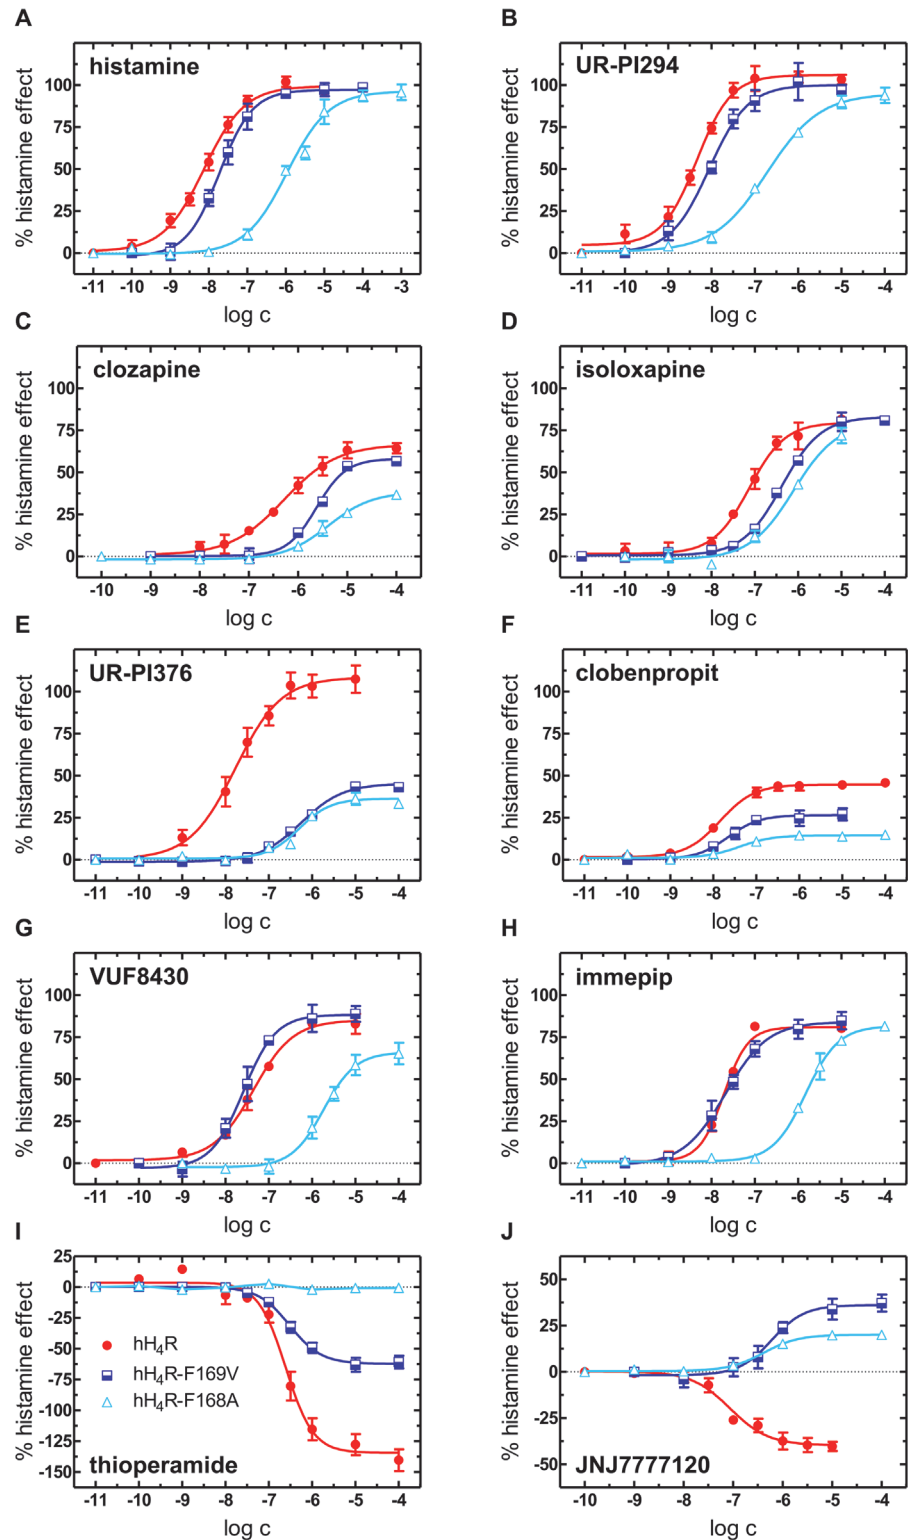 A
histamine
% histamine effect
100
75
50
25
0
-11 -10 -9 -8 -7 -6 -5 -4 -3
log c
B
UR-PI294
% histamine effect
100
75
50
25
0
-11 -10 -9 -8 -7 -6 -5 -4
log c
C
clozapine
% histamine effect
100
75
50
25
0
-10 -9 -8 -7 -6 -5 -4
log c
D
isoloxapine
% histamine effect
100
75
50
25
0
-11 -10 -9 -8 -7 -6 -5 -4
log c
E
UR-PI376
% histamine effect
100
75
50
25
0
-11 -10 -9 -8 -7 -6 -5 -4
log c
F
clobenpropit
% histamine effect
100
75
50
25
0
-11 -10 -9 -8 -7 -6 -5 -4
log c
G
VUF8430
% histamine effect
100
75
50
25
0
-11 -10 -9 -8 -7 -6 -5 -4
log c
H
immepip
% histamine effect
100
75
50
25
0
-11 -10 -9 -8 -7 -6 -5 -4
log c
I
% histamine effect
25
0
-25
-50
-75
-100
-125
-150
hH₄R
hH₄R-F169V
hH₄R-F168A
thioperamide
-11 -10 -9 -8 -7 -6 -5 -4
log c
J
% histamine effect
50
25
0
-25
-50
JNJ7777120
-10 -9 -8 -7 -6 -5 -4
log c